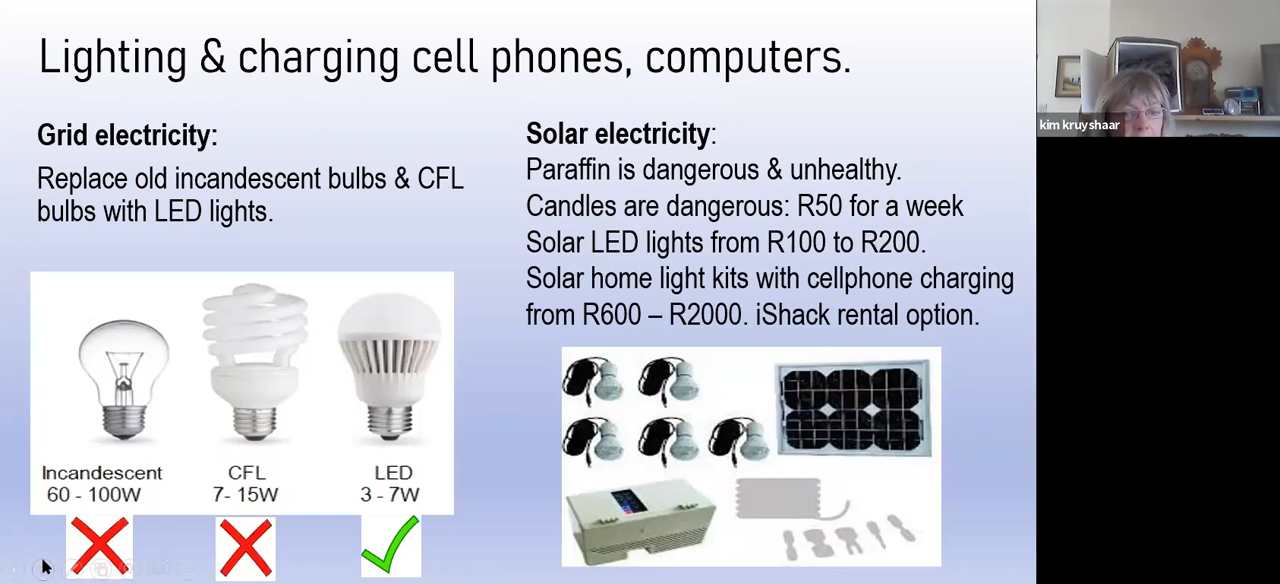 Lighting & charging cell phones, computers.
Grid electricity:
Replace old incandescent bulbs & CFL
bulbs with LED lights.
Incandescent
60 - 100W
CFL
7- 15W
LED
3 - 7W
Solar electricity:
Paraffin is dangerous & unhealthy.
Candles are dangerous: R50 for a week
Solar LED lights from R100 to R200.
Solar home light kits with cellphone charging
from R600 – R2000. iShack rental option.
kim kruyshaar